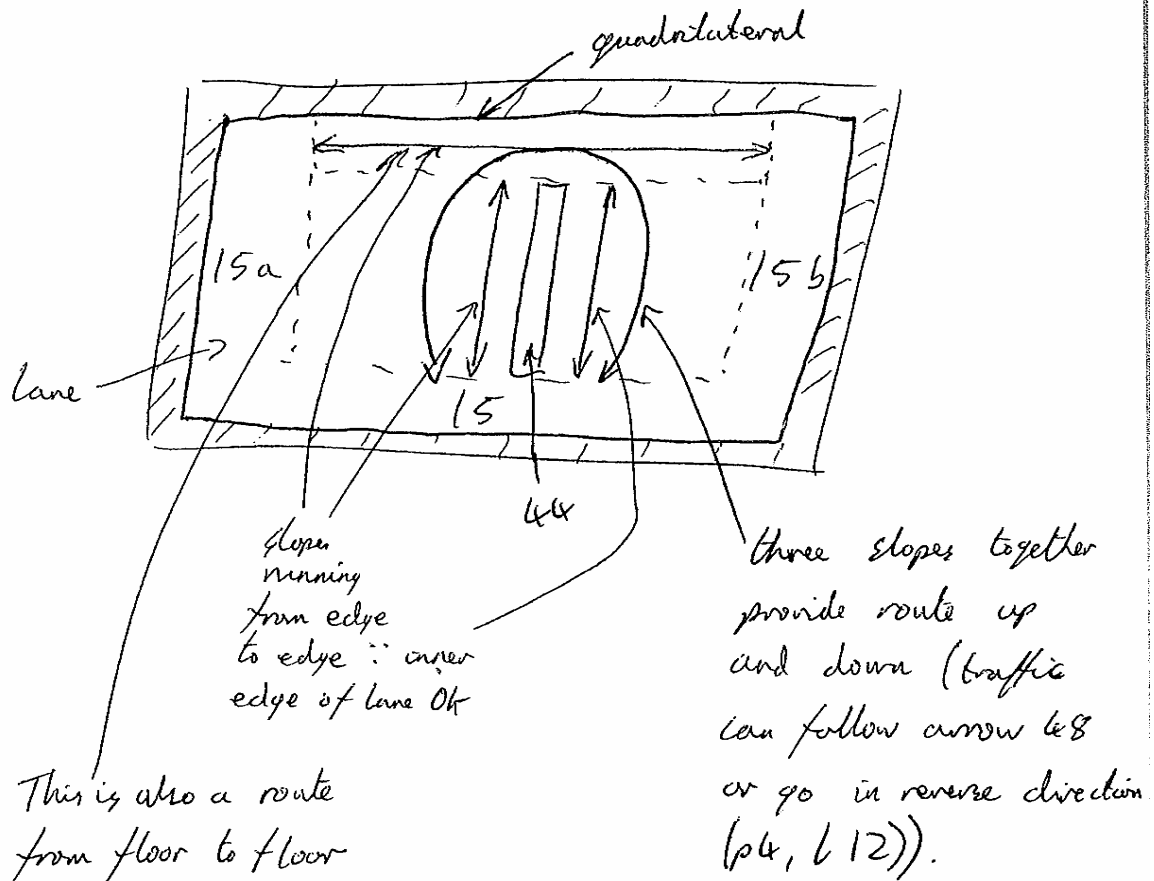 quadrilateral
15a
15b
lane
15
44
slopes
running
from edge
to edge ∵ inner
edge of lane OK
three slopes together
provide route up
and down (traffic
can follow arrow 48
or go in reverse direction
(p4, l 12)).
This is also a route
from floor to floor